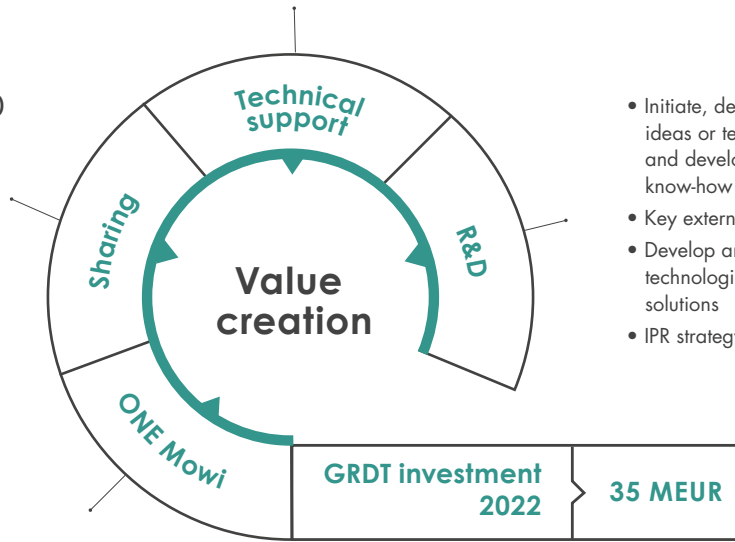 Technical
support
Sharing
R&D
Value
creation
ONE Mowi
GRDT investment
2022
35 MEUR
• Initiate, de
ideas or te
and develo
know-how
• Key extern
• Develop an
technologi
solutions
• IPR strateg